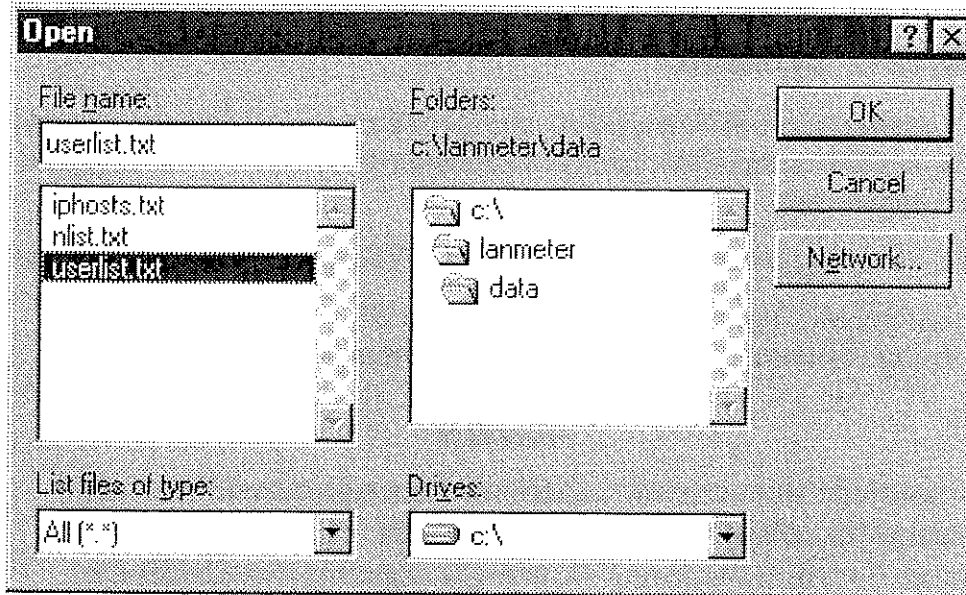 Open
? ×
File name:
userlist.txt
iphosts.txt
nlist.txt
userlist.txt
List files of type:
All (*.*)
Folders:
c:\lanmeter\data
c:\
lanmeter
data
Drives:
c:\
OK
Cancel
Network...